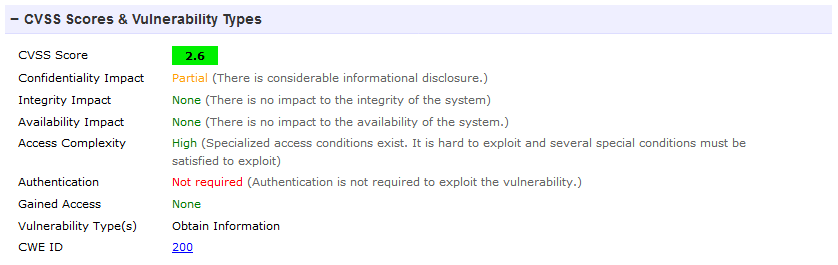 − CVSS Scores & Vulnerability Types
CVSS Score 2.6
Confidentiality Impact Partial (There is considerable informational disclosure.)
Integrity Impact None (There is no impact to the integrity of the system)
Availability Impact None (There is no impact to the availability of the system.)
Access Complexity High (Specialized access conditions exist. It is hard to exploit and several special conditions must be
satisfied to exploit)
Authentication Not required (Authentication is not required to exploit the vulnerability.)
Gained Access None
Vulnerability Type(s) Obtain Information
CWE ID 200